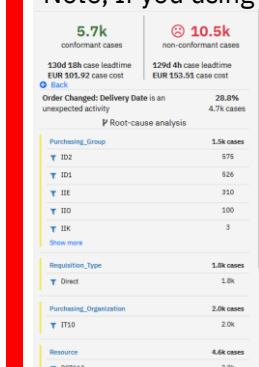 Note, if you using
5.7k
conformant cases
130d 18h case leadtime
EUR 101.92 case cost
10.5k
non-conformant cases
129d 4h case leadtime
EUR 153.51 case cost
Back
Order Changed: Delivery Date is an unexpected activity
28.8%
4.7k cases
Root-cause analysis
Purchasing_Group 1.5k cases
ID2 575
ID1 526
IIE 310
IIO 100
IIK 3
Show more
Requisition_Type 1.8k cases
Direct 1.8k
Purchasing_Organization 2.0k cases
IT10 2.0k
Resource 4.6k cases